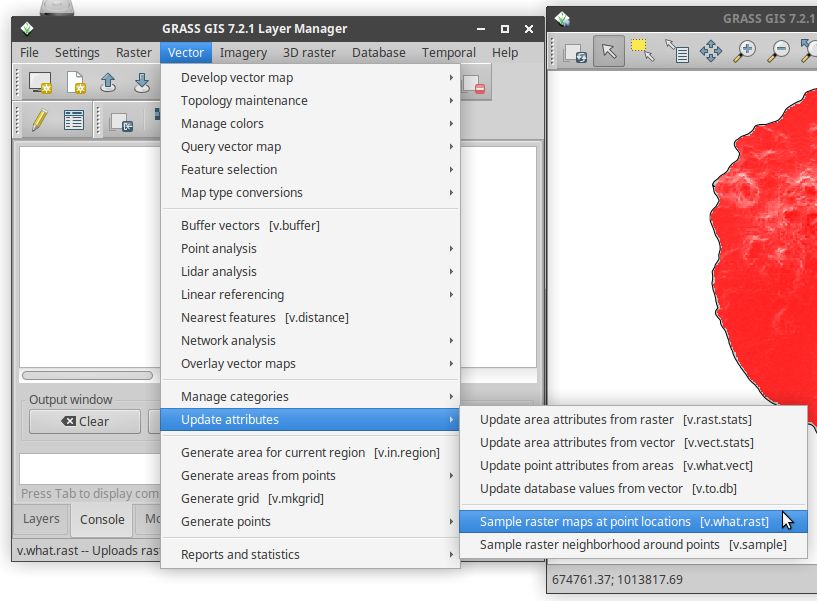 GRASS GIS 7.2.1 Layer Manager
File Settings Raster Vector Imagery 3D raster Database Temporal Help
Develop vector map
Topology maintenance
Manage colors
Query vector map
Feature selection
Map type conversions
Buffer vectors [v.buffer]
Point analysis
Lidar analysis
Linear referencing
Nearest features [v.distance]
Network analysis
Overlay vector maps
Manage categories
Update attributes
Generate area for current region [v.in.region]
Generate areas from points
Generate grid [v.mkgrid]
Generate points
Reports and statistics
Output window
Clear
Press Tab to display com
Layers Console Mo
v.what.rast -- Uploads ras
Update area attributes from raster [v.rast.stats]
Update area attributes from vector [v.vect.stats]
Update point attributes from areas [v.what.vect]
Update database values from vector [v.to.db]
Sample raster maps at point locations [v.what.rast]
Sample raster neighborhood around points [v.sample]
GRASS GIS 7.2.1
674761.37; 1013817.69